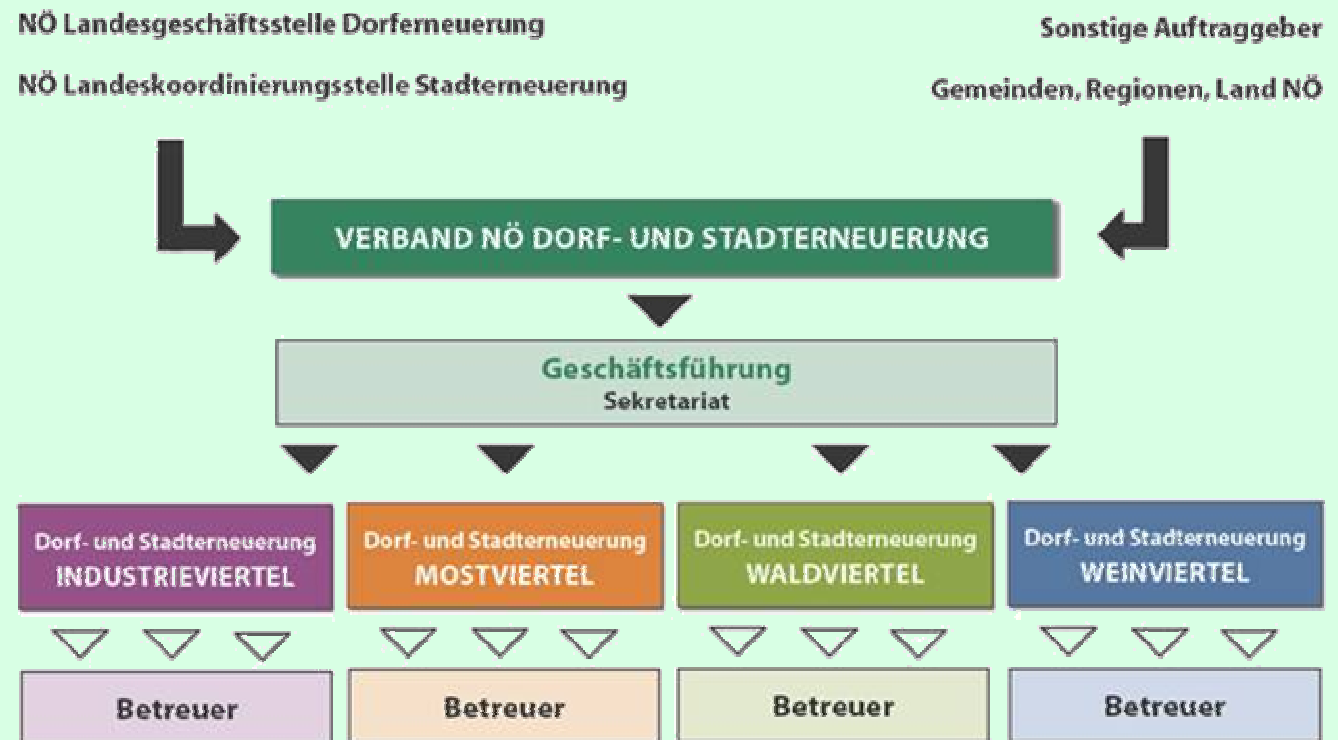 NÖ Landesgeschäftsstelle Dorferneuerung
NÖ Landeskoordinierungsstelle Stadterneuerung
Sonstige Auftraggeber
Gemeinden, Regionen, Land NÖ
VERBAND NÖ DORF- UND STADTERNEUERUNG
Geschäftsführung
Sekretariat
Dorf- und Stadterneuerung
INDUSTRIEVIERTEL
Dorf- und Stadterneuerung
MOSTVIERTEL
Dorf- und Stadterneuerung
WALDVIERTEL
Dorf- und Stadterneuerung
WEINVIERTEL
Betreuer
Betreuer
Betreuer
Betreuer